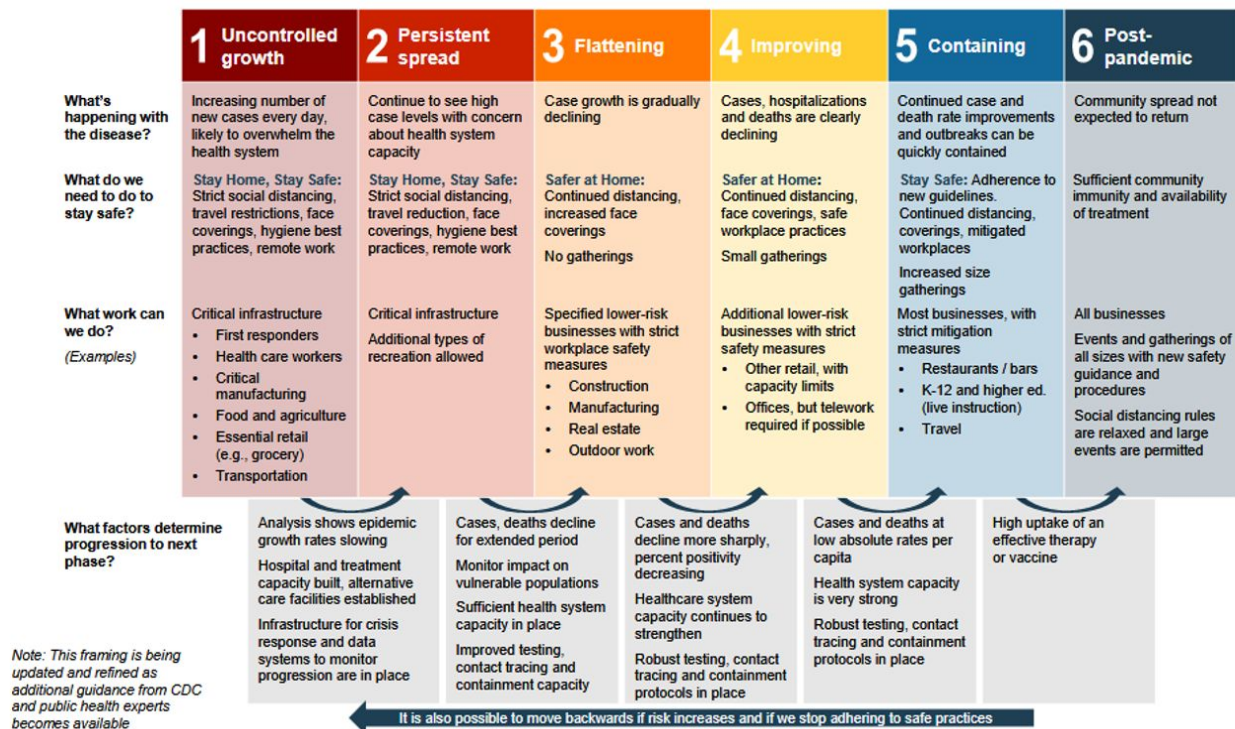 1 Uncontrolled
growth
2 Persistent
spread
3 Flattening
4 Improving
5 Containing
6 Post-
pandemic
What's
happening with
the disease?
Increasing number of
new cases every day,
likely to overwhelm the
health system
Continue to see high
case levels with concern
about health system
capacity
Case growth is gradually
declining
Cases, hospitalizations
and deaths are clearly
declining
Continued case and
death rate improvements
and outbreaks can be
quickly contained
Community spread not
expected to return
What do we
need to do to
stay safe?
Stay Home, Stay Safe:
Strict social distancing,
travel restrictions, face
coverings, hygiene best
practices, remote work
Stay Home, Stay Safe:
Strict social distancing,
travel reduction, face
coverings, hygiene best
practices, remote work
Safer at Home:
Continued distancing,
increased face
coverings
No gatherings
Safer at Home:
Continued distancing,
face coverings, safe
workplace practices
Small gatherings
Stay Safe: Adherence to
new guidelines.
Continued distancing,
coverings, mitigated
workplaces
Increased size
gatherings
Sufficient community
immunity and availability
of treatment
What work can
we do?
(Examples)
Critical infrastructure
• First responders
• Health care workers
• Critical
manufacturing
• Food and agriculture
• Essential retail
(e.g., grocery)
• Transportation
Critical infrastructure
Additional types of
recreation allowed
Specified lower-risk
businesses with strict
workplace safety
measures
• Construction
• Manufacturing
• Real estate
• Outdoor work
Additional lower-risk
businesses with strict
safety measures
• Other retail, with
capacity limits
• Offices, but telework
required if possible
Most businesses, with
strict mitigation
measures
• Restaurants / bars
• K-12 and higher ed.
(live instruction)
• Travel
All businesses
Events and gatherings of
all sizes with new safety
guidance and
procedures
Social distancing rules
are relaxed and large
events are permitted
What factors determine
progression to next
phase?
Analysis shows epidemic
growth rates slowing
Hospital and treatment
capacity built, alternative
care facilities established
Infrastructure for crisis
response and data
systems to monitor
progression are in place
Cases, deaths decline
for extended period
Monitor impact on
vulnerable populations
Sufficient health system
capacity in place
Improved testing,
contact tracing and
containment capacity
Cases and deaths
decline more sharply,
percent positivity
decreasing
Healthcare system
capacity continues to
strengthen
Robust testing, contact
tracing and containment
protocols in place
Cases and deaths at
low absolute rates per
capita
Health system capacity
is very strong
Robust testing, contact
tracing and containment
protocols in place
High uptake of an
effective therapy
or vaccine
Note: This framing is being
updated and refined as
additional guidance from CDC
and public health experts
becomes available
It is also possible to move backwards if risk increases and if we stop adhering to safe practices